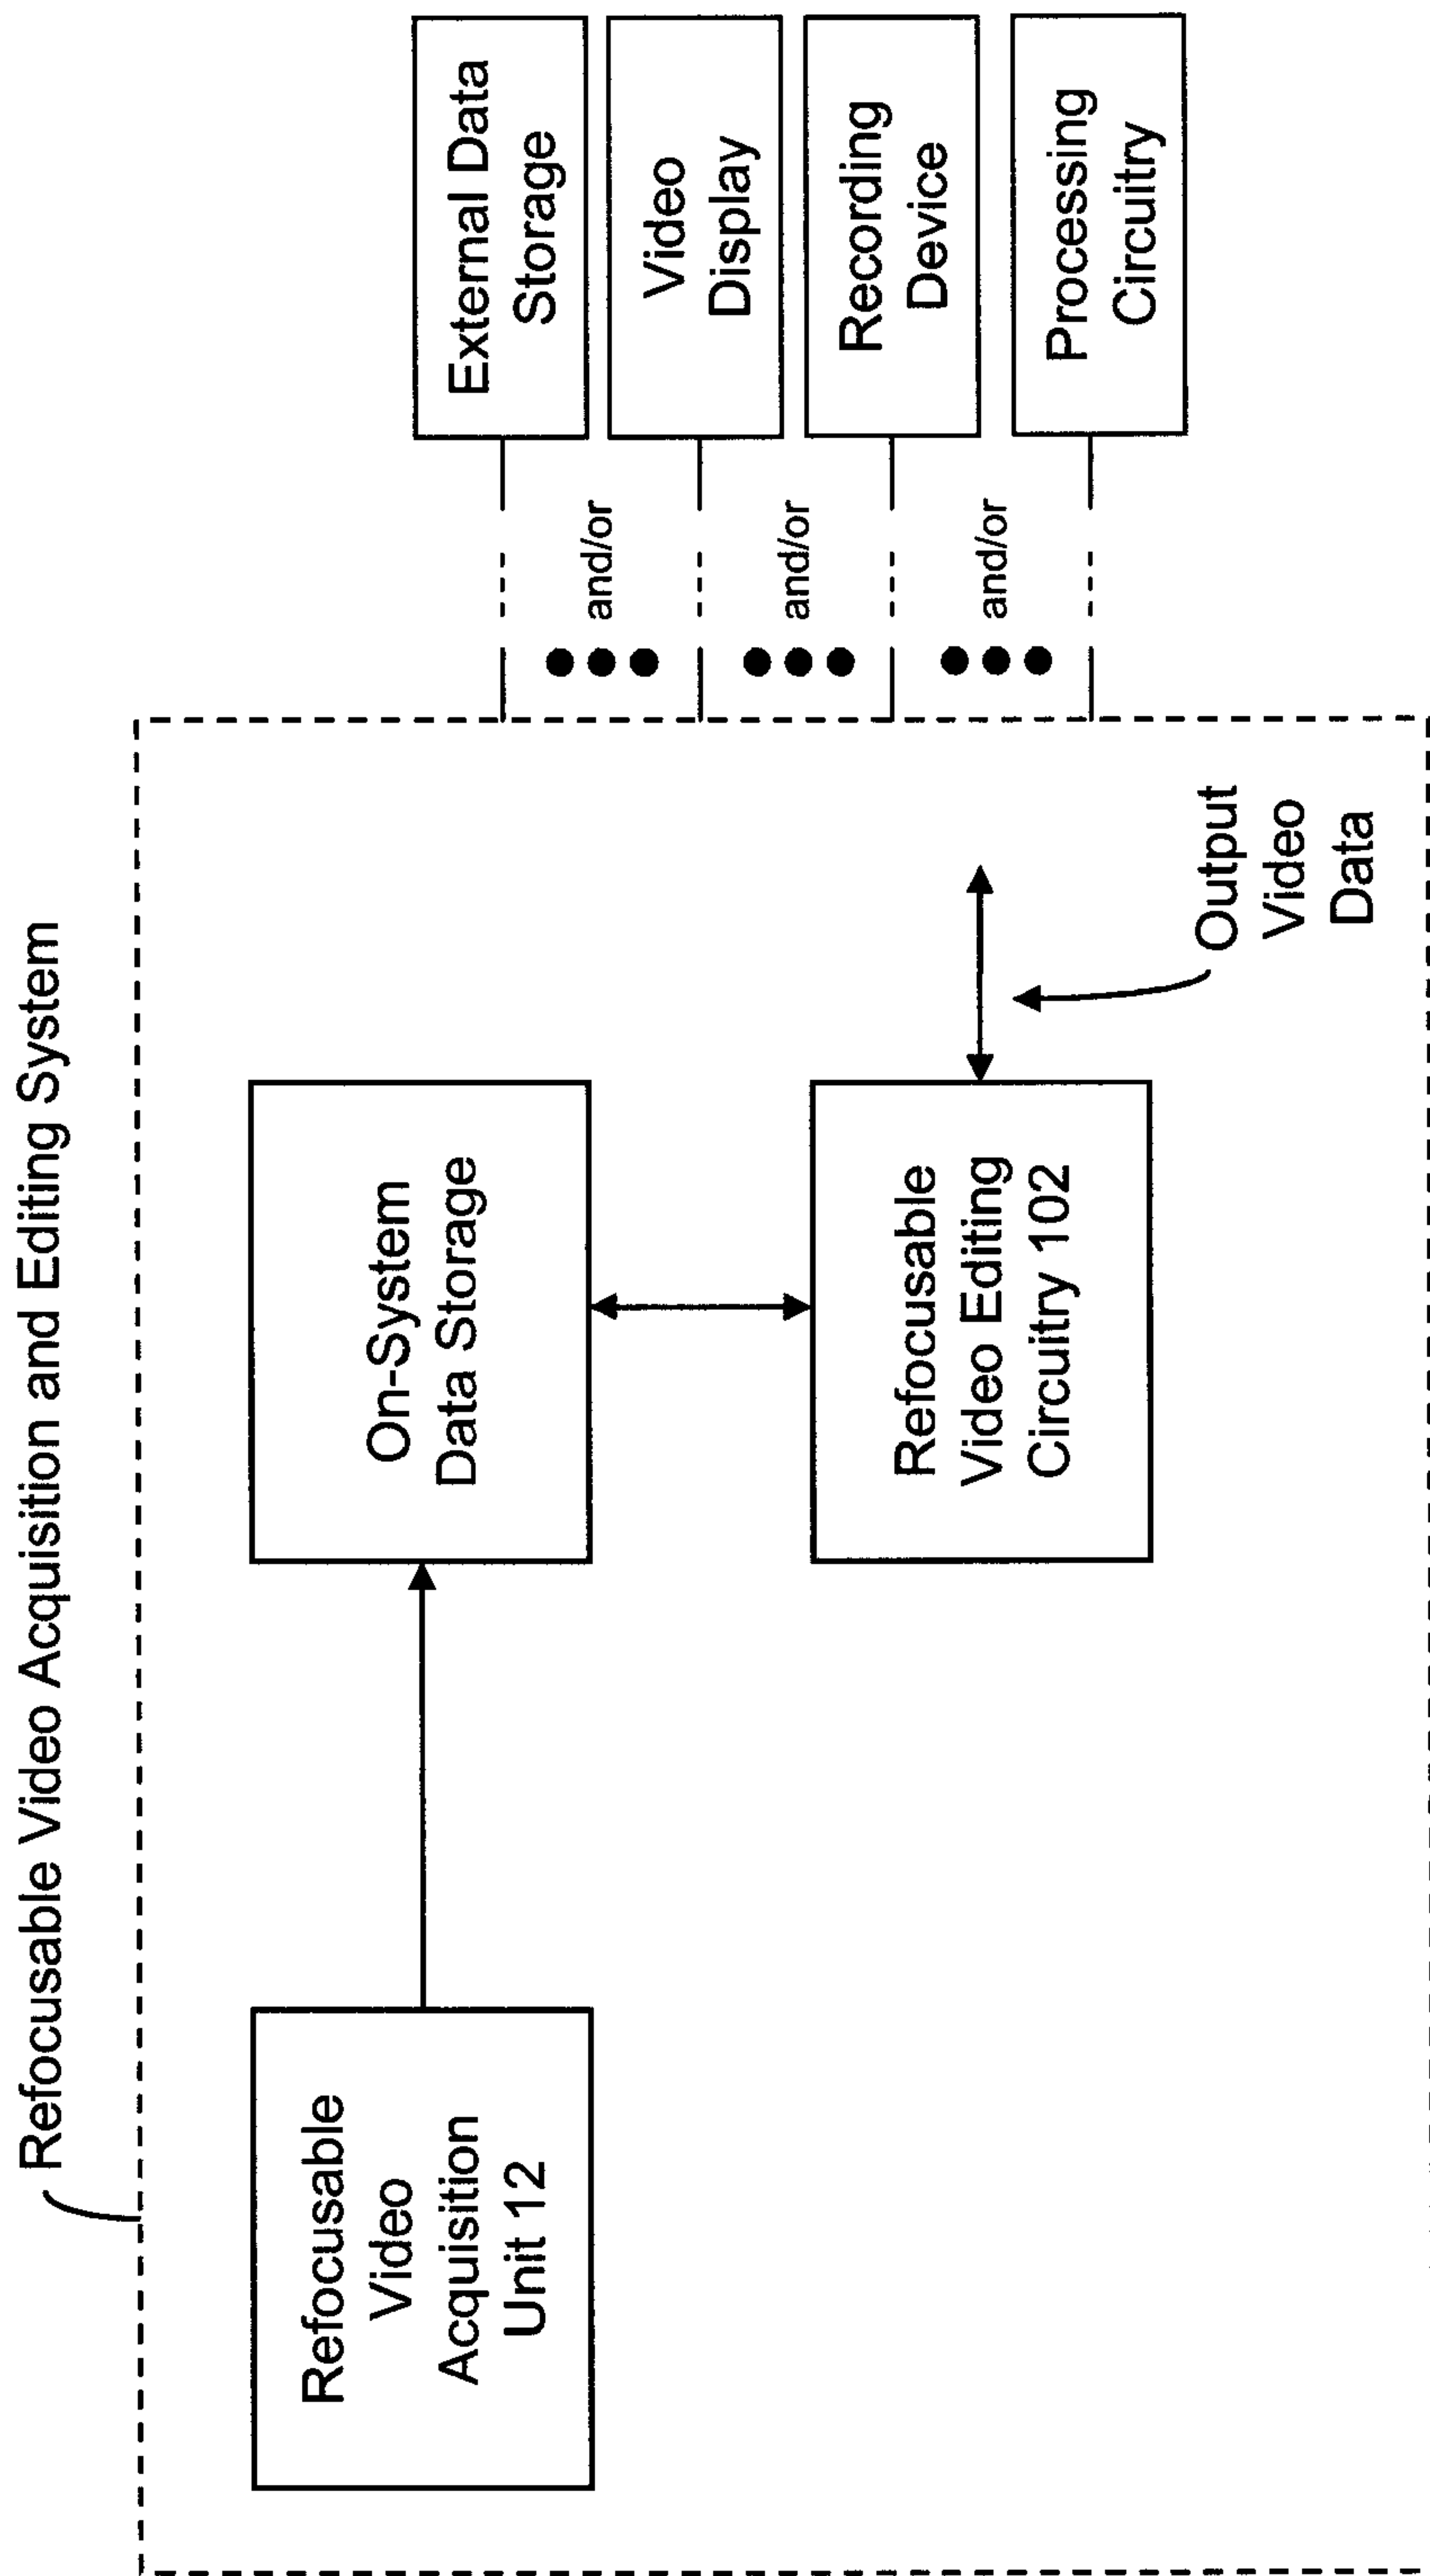 Refocusable Video Acquisition and Editing System
Refocusable
Video
Acquisition
Unit 12
On-System
Data Storage
Refocusable
Video Editing
Circuitry 102
Output
Video
Data
and/or
and/or
and/or
External Data
Storage
Video
Display
Recording
Device
Processing
Circuitry